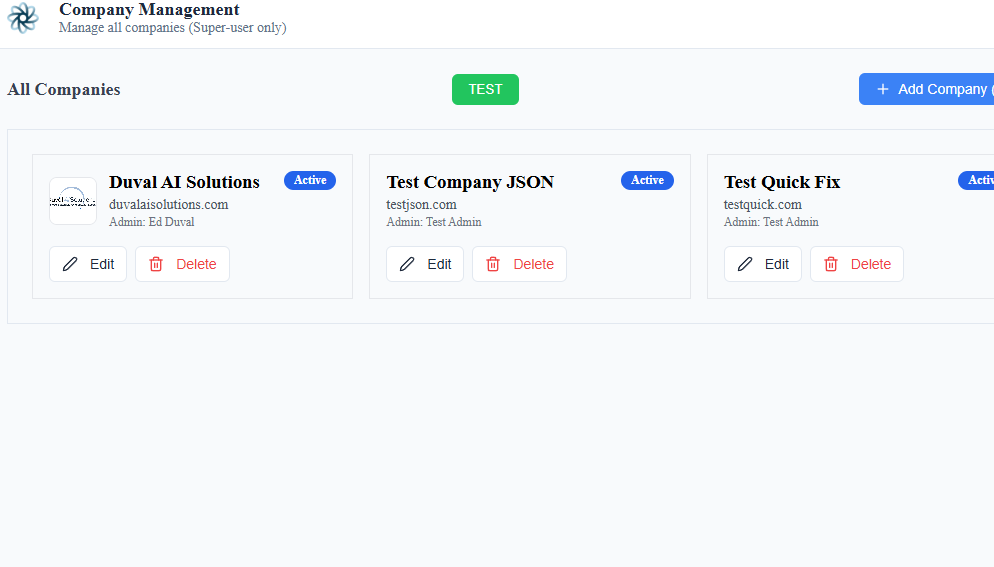 Company Management
Manage all companies (Super-user only)
All Companies
TEST
Add Company (
Duval AI Solutions
Active
duvalaisolutions.com
Admin: Ed Duval
Edit
Delete
Test Company JSON
Active
testjson.com
Admin: Test Admin
Edit
Delete
Test Quick Fix
Activ
testquick.com
Admin: Test Admin
Edit
Delete